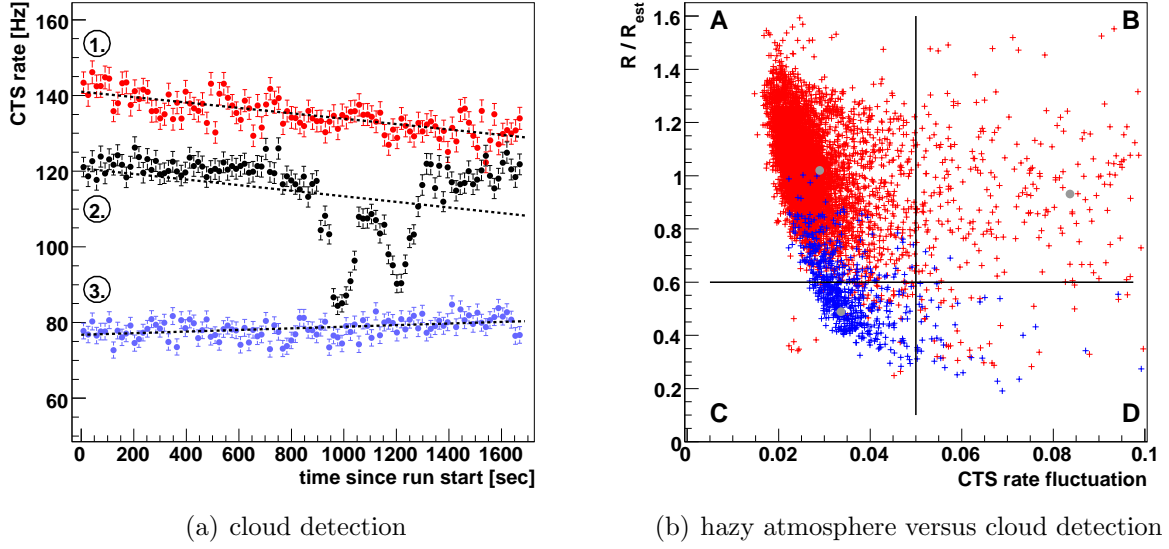 CTS rate [Hz]
160
140
120
100
80
60
1.
2.
3.
0 200 400 600 800 1000 1200 1400 1600
time since run start [sec]
(a) cloud detection
R / Rest
1.6
1.4
1.2
1
0.8
0.6
0.4
0.2
0
A
B
C
D
0 0.02 0.04 0.06 0.08 0.1
CTS rate fluctuation
(b) hazy atmosphere versus cloud detection